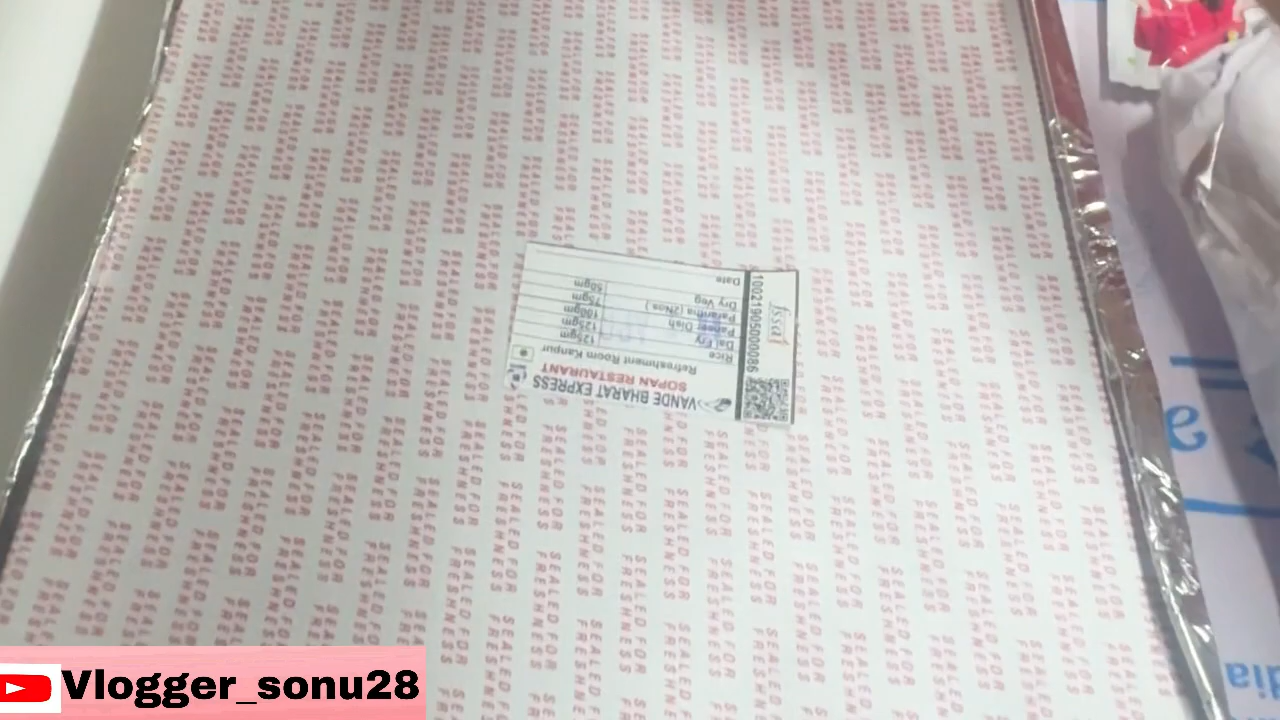 VANDE BHARAT EXPRESS
SOPAN RESTAURANT
Refreshment Room Kanpur
Rice 125gm
Dal Fry 125gm
Paneer Dish 100gm
Paratha (2Nos) 75gm
Dry Veg 50gm
Date
fssai
10021905000086
SEALED FOR
FRESHNESS
Vlogger_sonu28